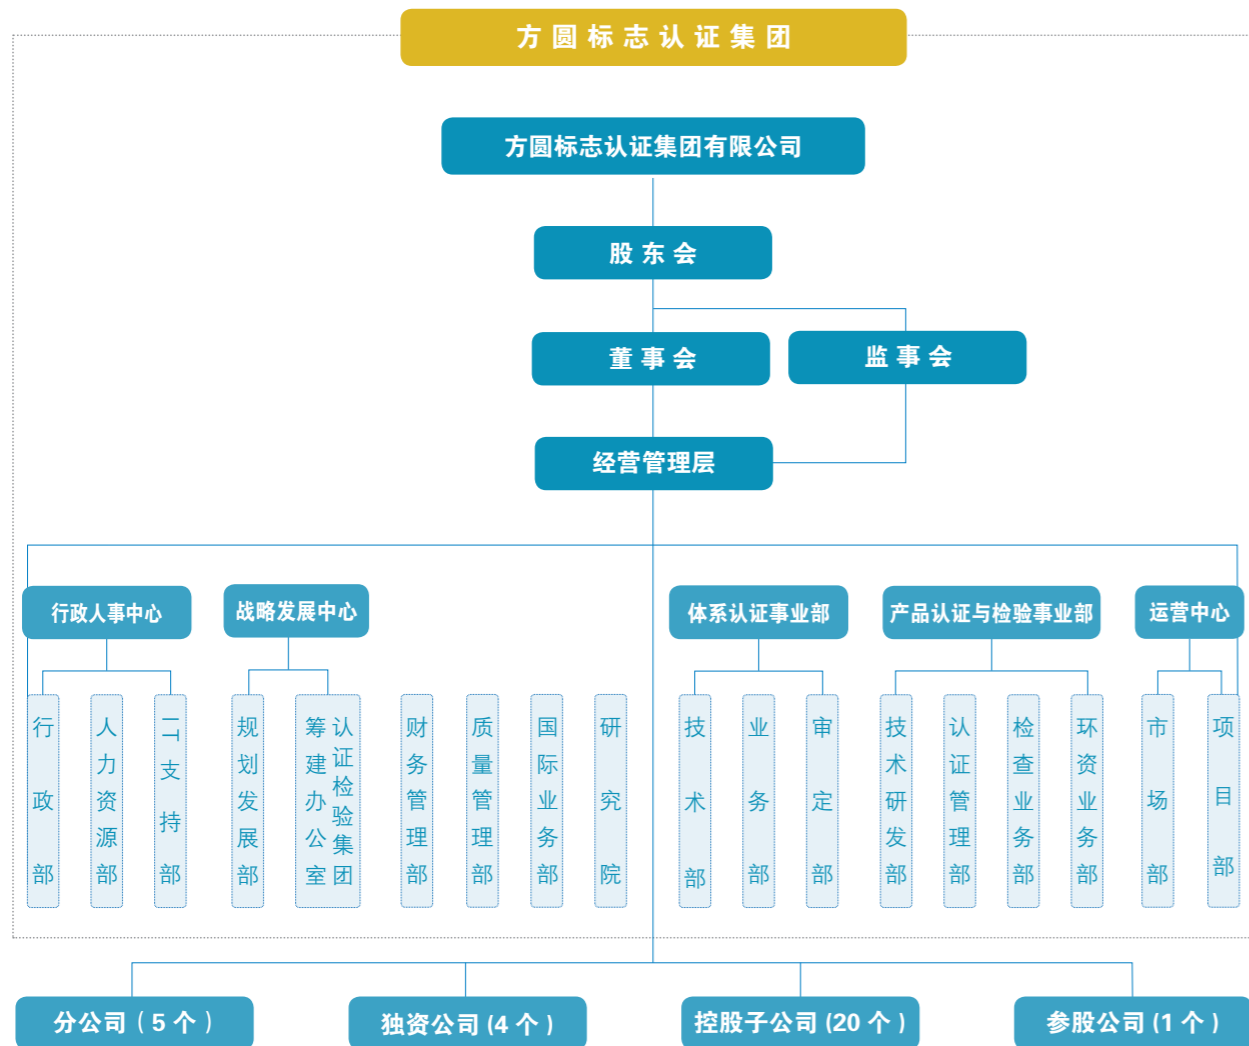 方圆标志认证集团
方圆标志认证集团有限公司
股东会
董事会
监事会
经营管理层
行政人事中心
战略发展中心
体系认证事业部
产品认证与检验事业部
运营中心
行政部
人力资源部
IT支持部
规划发展部
认证检验集团
筹建办公室
财务管理部
质量管理部
国际业务部
研究院
技术部
业务部
审定部
技术研发部
认证管理部
检查业务部
环资业务部
市场部
项目部
分公司(5个)
独资公司(4个)
控股子公司(20个)
参股公司(1个)